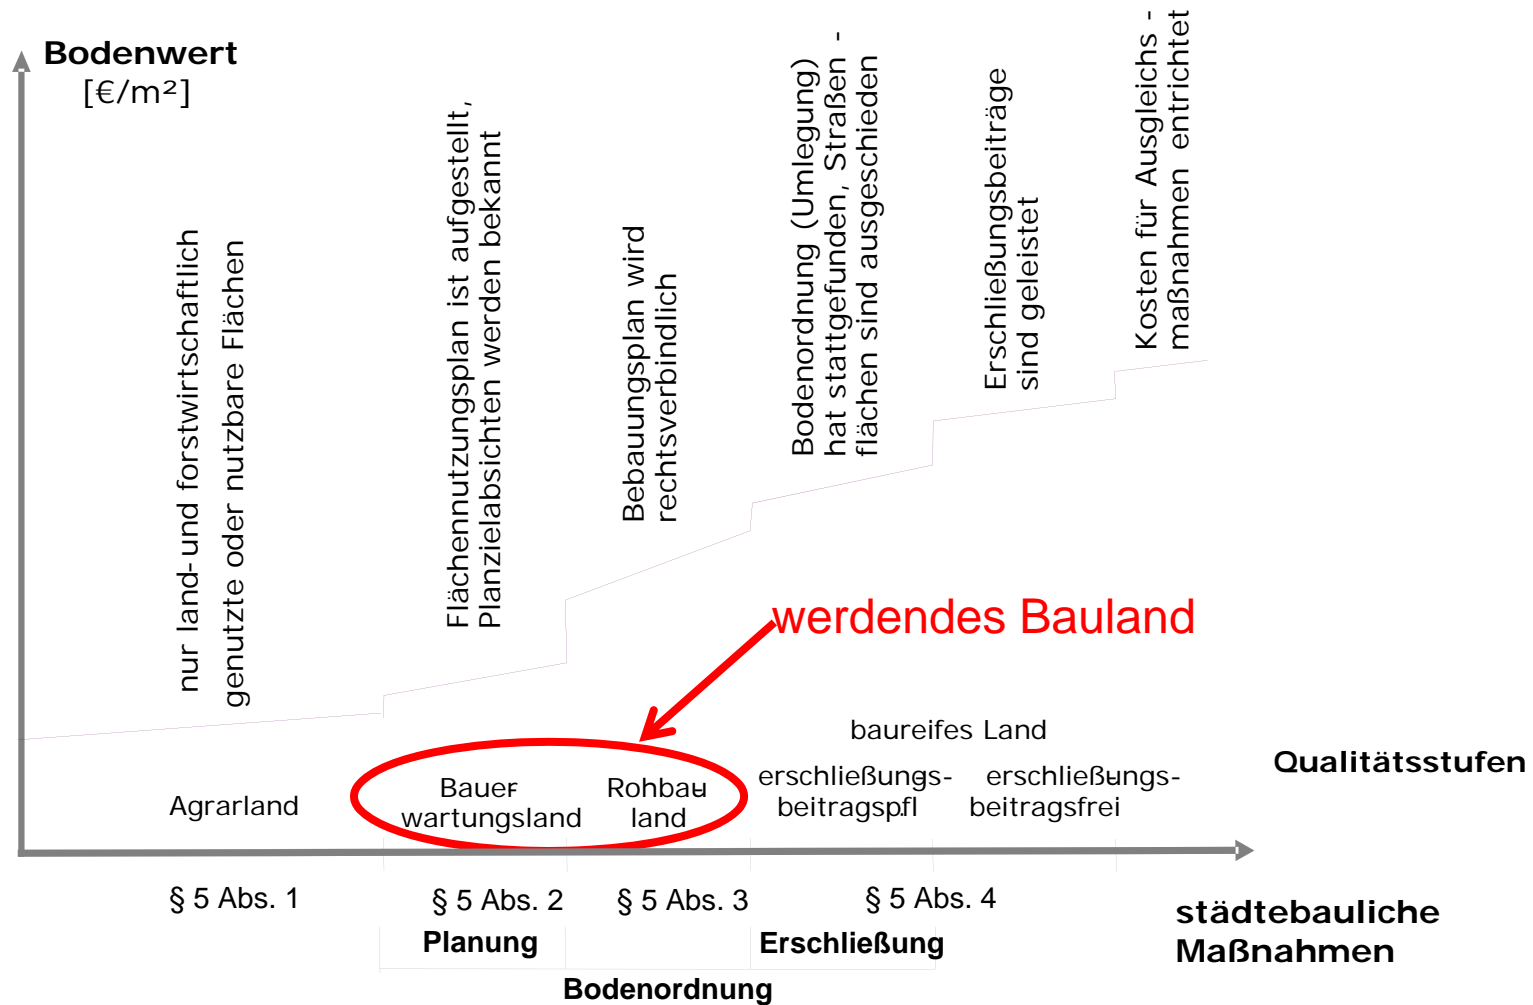 Bodenwert
[€/m²]
nur land-und forstwirtschaftlich
genutzte oder nutzbare Flächen
Flächennutzungsplan ist aufgestellt,
Planzielabsichten werden bekannt
Bebauungsplan wird
rechtsverbindlich
Bodenordnung (Umlegung)
hat stattgefunden, Straßen -
flächen sind ausgeschieden
Erschließungsbeiträge
sind geleistet
Kosten für Ausgleichs -
maßnahmen entrichtet
werdendes Bauland
baureifes Land
Qualitätsstufen
Agrarland
Bauer-
wartungsland
Rohbau-
land
erschließungs-
beitragspfl.
erschließungs-
beitragsfrei
§ 5 Abs. 1
§ 5 Abs. 2
§ 5 Abs. 3
§ 5 Abs. 4
städtebauliche
Maßnahmen
Planung
Erschließung
Bodenordnung